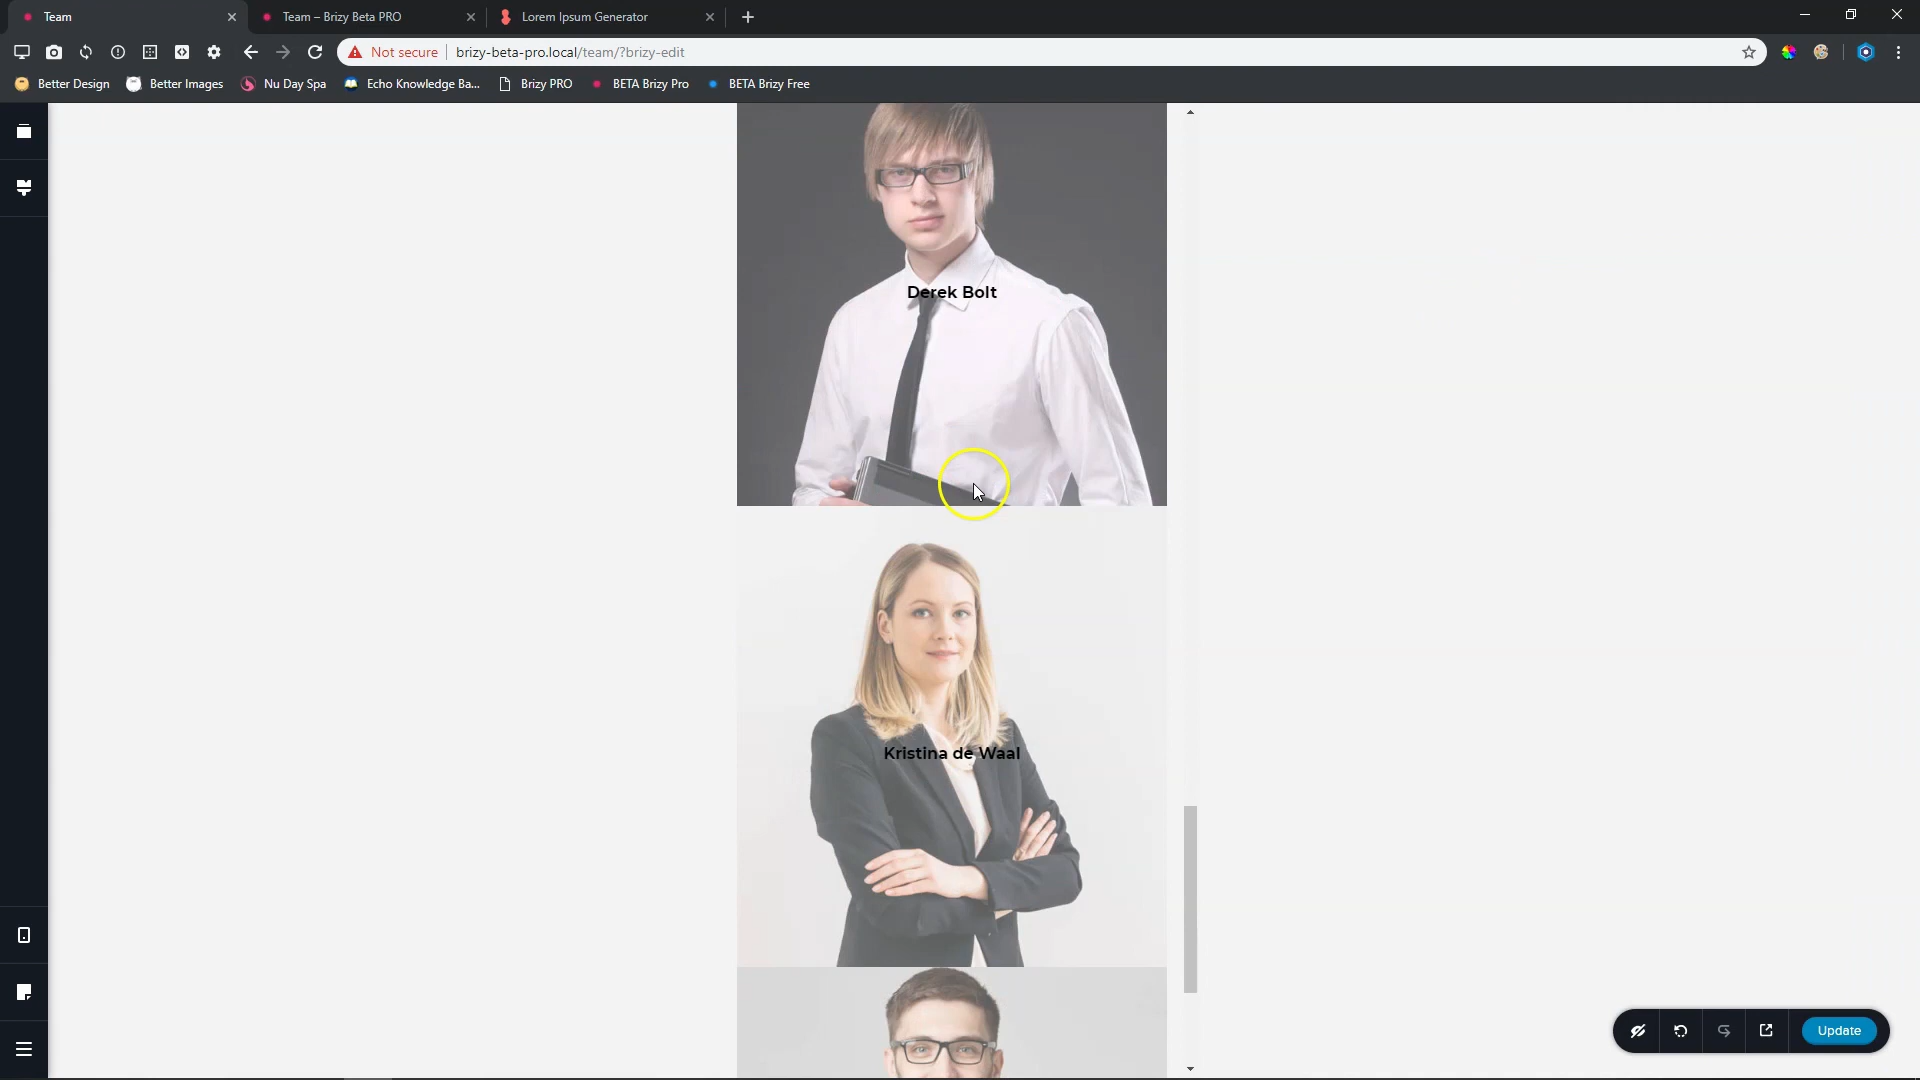 Team
Team – Brizy Beta PRO
Lorem Ipsum Generator
Not secure
brizy-beta-pro.local/team/?brizy-edit
Better Design
Better Images
Nu Day Spa
Echo Knowledge Ba...
Brizy PRO
BETA Brizy Pro
BETA Brizy Free
Derek Bolt
Kristina de Waal
Update